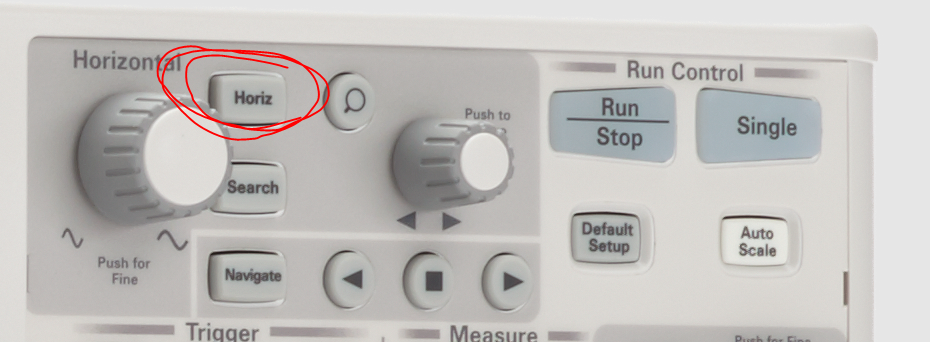 Horizontal
Run Control
Horiz
Push to
Run
Stop
Single
Search
Default
Setup
Auto
Scale
Push for
Fine
Navigate
Trigger
Measure
Push for Fine